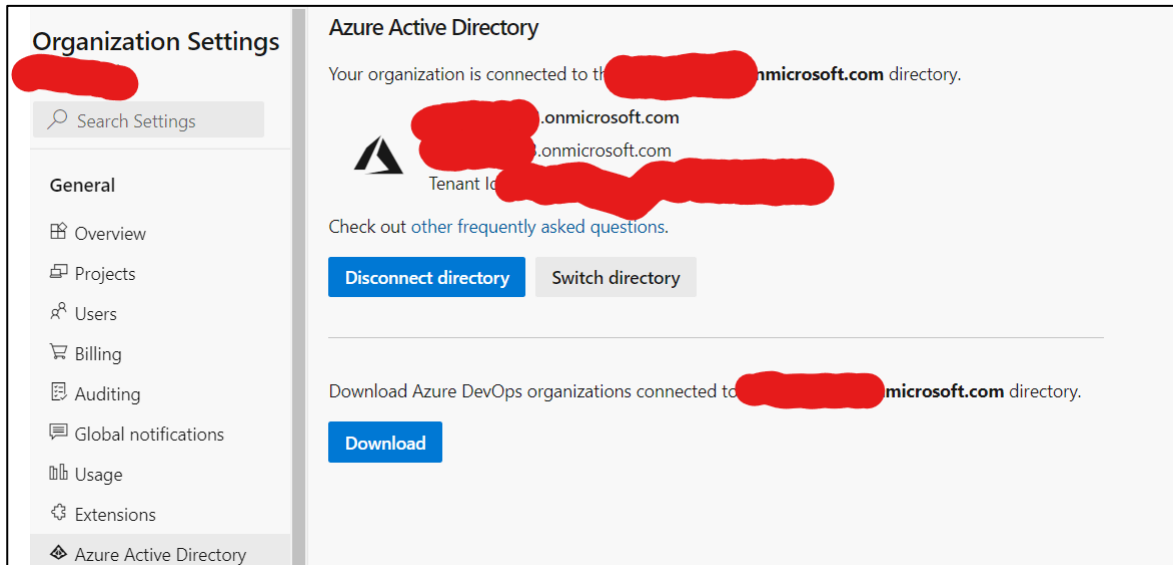 Organization Settings
Search Settings
General
Overview
Projects
Users
Billing
Auditing
Global notifications
Usage
Extensions
Azure Active Directory
Azure Active Directory
Your organization is connected to nmicrosoft.com directory.
.onmicrosoft.com
.onmicrosoft.com
Tenant
Check out other frequently asked questions.
Disconnect directory Switch directory
Download Azure DevOps organizations connected to microsoft.com directory.
Download